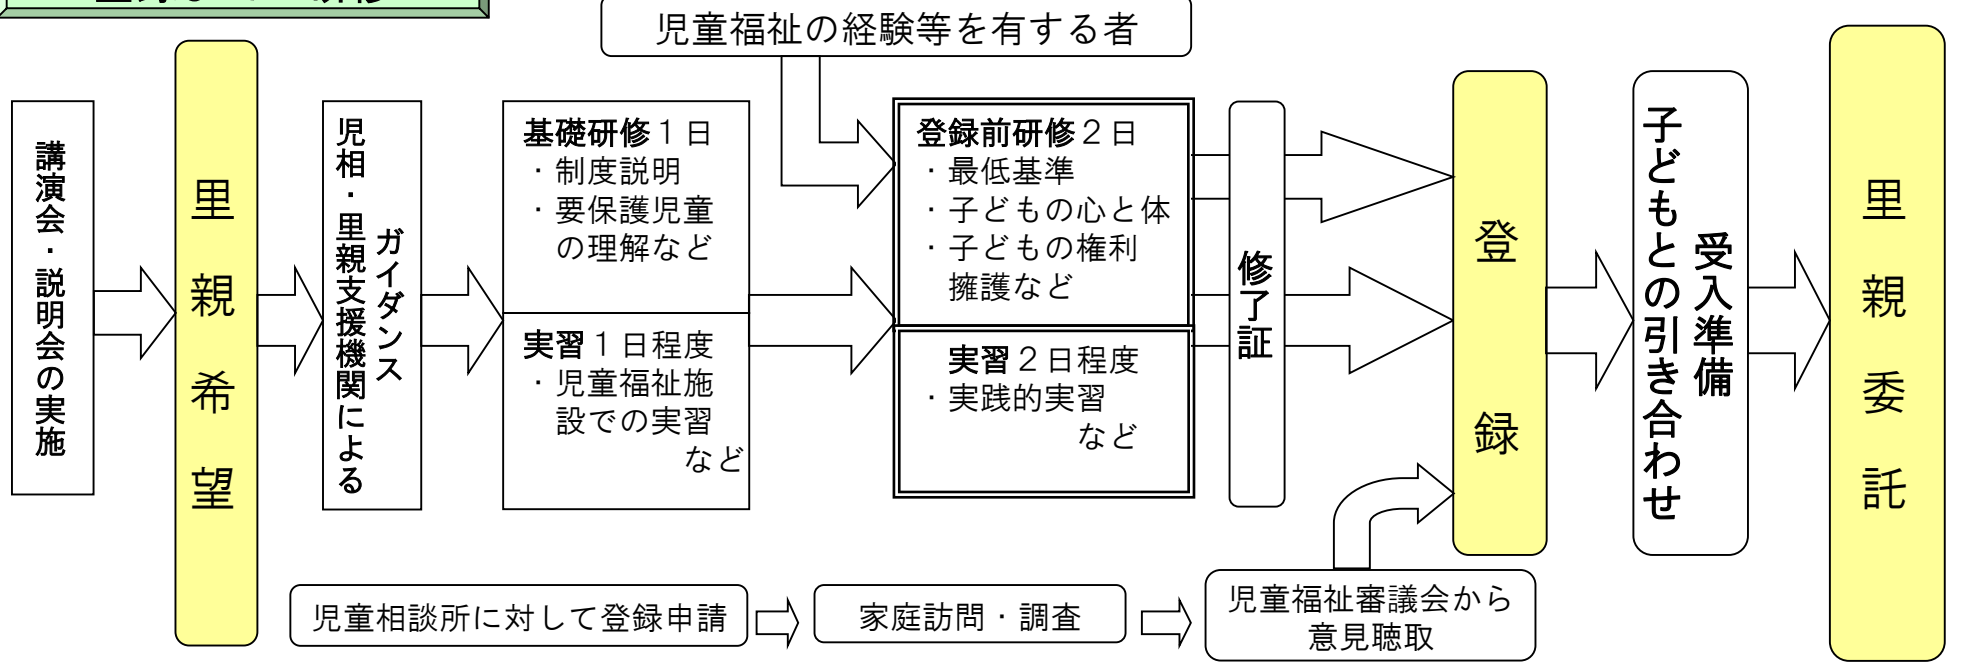 児童福祉の経験等を有する者
講演会・説明会の実施
里親希望
児相・里親支援機関による
ガイダンス
基礎研修１日
・制度説明
・要保護児童
の理解など
実習１日程度
・児童福祉施
設での実習
など
登録前研修２日
・最低基準
・子どもの心と体
・子どもの権利
擁護など
実習２日程度
・実践的実習
など
修了証
登録
子どもとの引き合わせ
受入準備
里親委託
児童相談所に対して登録申請
家庭訪問・調査
児童福祉審議会から
意見聴取